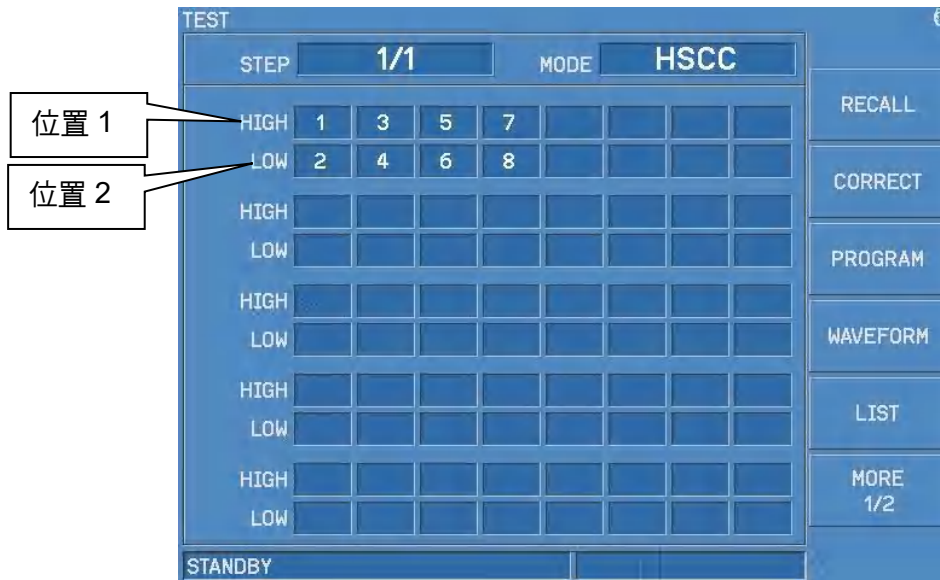 TEST
STEP 1/1 MODE HSCC
位置 1
HIGH 1 3 5 7
位置 2
LOW 2 4 6 8
HIGH
LOW
HIGH
LOW
HIGH
LOW
HIGH
LOW
RECALL
CORRECT
PROGRAM
WAVEFORM
LIST
MORE
1/2
STANDBY